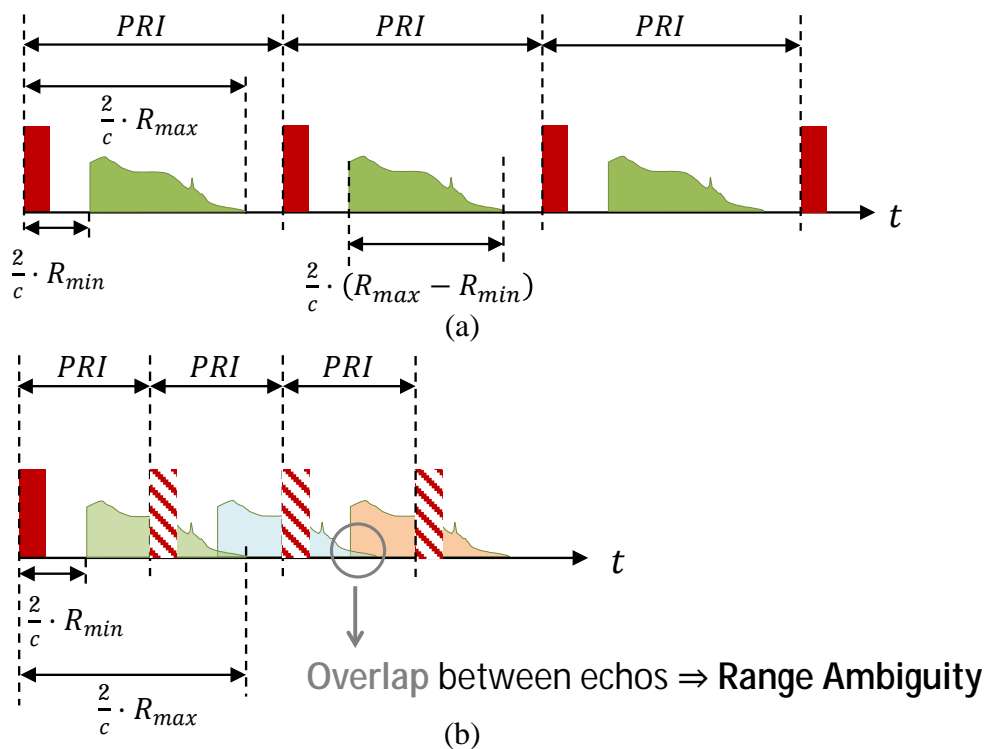 PRI PRI PRI
2/c · R_max
t
2/c · R_min
2/c · (R_max − R_min)
(a)
PRI PRI PRI
t
2/c · R_min
2/c · R_max
Overlap between echos ⇒ Range Ambiguity
(b)